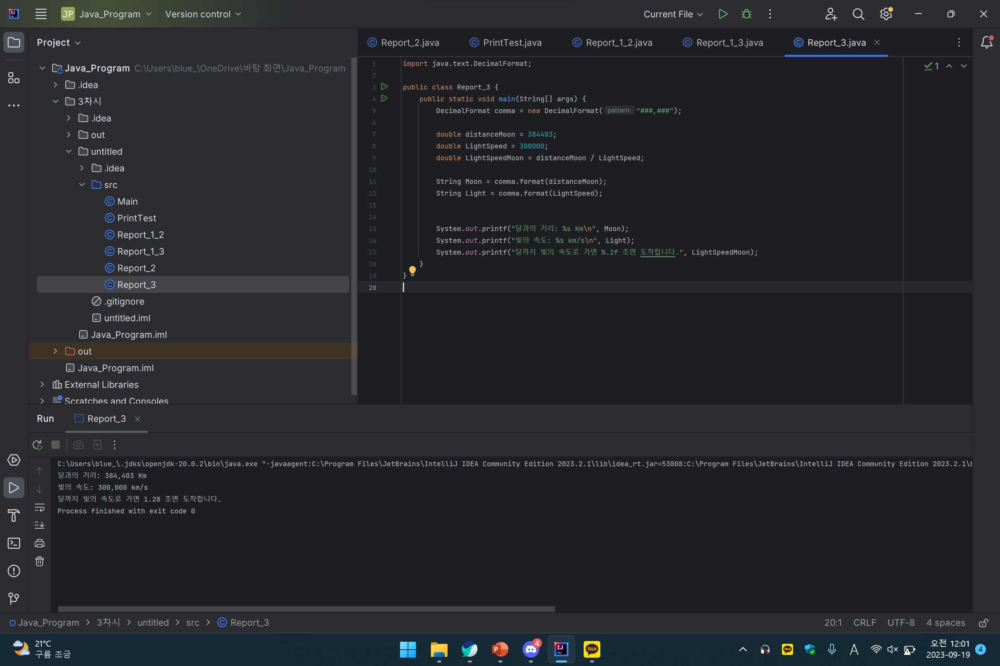 JP Java_Program Version control Current File
Project
Report_2.java PrintTest.java Report_1_2.java Report_1_3.java Report_3.java
Java_Program C:\Users\blue_\OneDrive\바탕 화면\Java_Program
.idea
3차시
.idea
out
untitled
.idea
src
Main
PrintTest
Report_1_2
Report_1_3
Report_2
Report_3
.gitignore
untitled.iml
Java_Program.iml
out
Java_Program.iml
External Libraries
Scratches and Consoles
1
1 import java.text.DecimalFormat;
2
3 public class Report_3 {
4 public static void main(String[] args) {
5 DecimalFormat comma = new DecimalFormat( pattern: "###,###");
6
7 double distanceMoon = 384403;
8 double LightSpeed = 300000;
9 double LightSpeedMoon = distanceMoon / LightSpeed;
10
11 String Moon = comma.format(distanceMoon);
12 String Light = comma.format(LightSpeed);
13
14
15 System.out.printf("달과의 거리: %s Km\n", Moon);
16 System.out.printf("빛의 속도: %s km/s\n", Light);
17 System.out.printf("달까지 빛의 속도로 가면 %.2f 초면 도착합니다.", LightSpeedMoon);
18 }
19 }
20
Run Report_3
C:\Users\blue_\.jdks\openjdk-20.0.2\bin\java.exe "-javaagent:C:\Program Files\JetBrains\IntelliJ IDEA Community Edition 2023.2.1\lib\idea_rt.jar=53008:C:\Program Files\JetBrains\IntelliJ IDEA Community Edition 2023.2.1\b
달과의 거리: 384,403 Km
빛의 속도: 300,000 km/s
달까지 빛의 속도로 가면 1.28 초면 도착합니다.
Process finished with exit code 0
Java_Program > 3차시 > untitled > src > Report_3 20:1 CRLF UTF-8 4 spaces
21°C
구름 조금
4
TALK
A
오전 12:01
2023-09-19
4